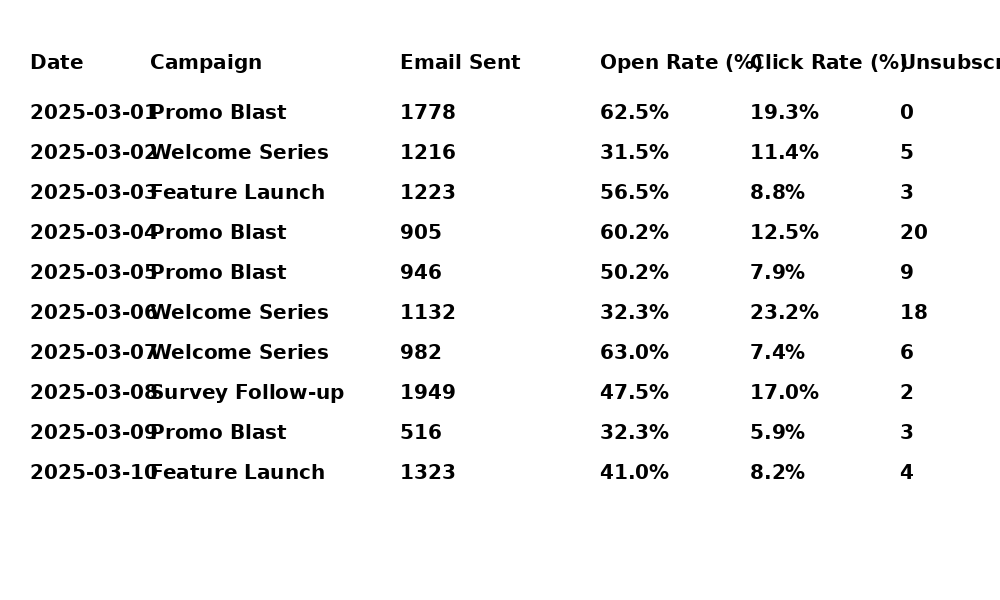 Date Campaign Email Sent Open Rate (%) Click Rate (%) Unsubscr
2025-03-01 Promo Blast 1778 62.5% 19.3% 0
2025-03-02 Welcome Series 1216 31.5% 11.4% 5
2025-03-03 Feature Launch 1223 56.5% 8.8% 3
2025-03-04 Promo Blast 905 60.2% 12.5% 20
2025-03-05 Promo Blast 946 50.2% 7.9% 9
2025-03-06 Welcome Series 1132 32.3% 23.2% 18
2025-03-07 Welcome Series 982 63.0% 7.4% 6
2025-03-08 Survey Follow-up 1949 47.5% 17.0% 2
2025-03-09 Promo Blast 516 32.3% 5.9% 3
2025-03-10 Feature Launch 1323 41.0% 8.2% 4